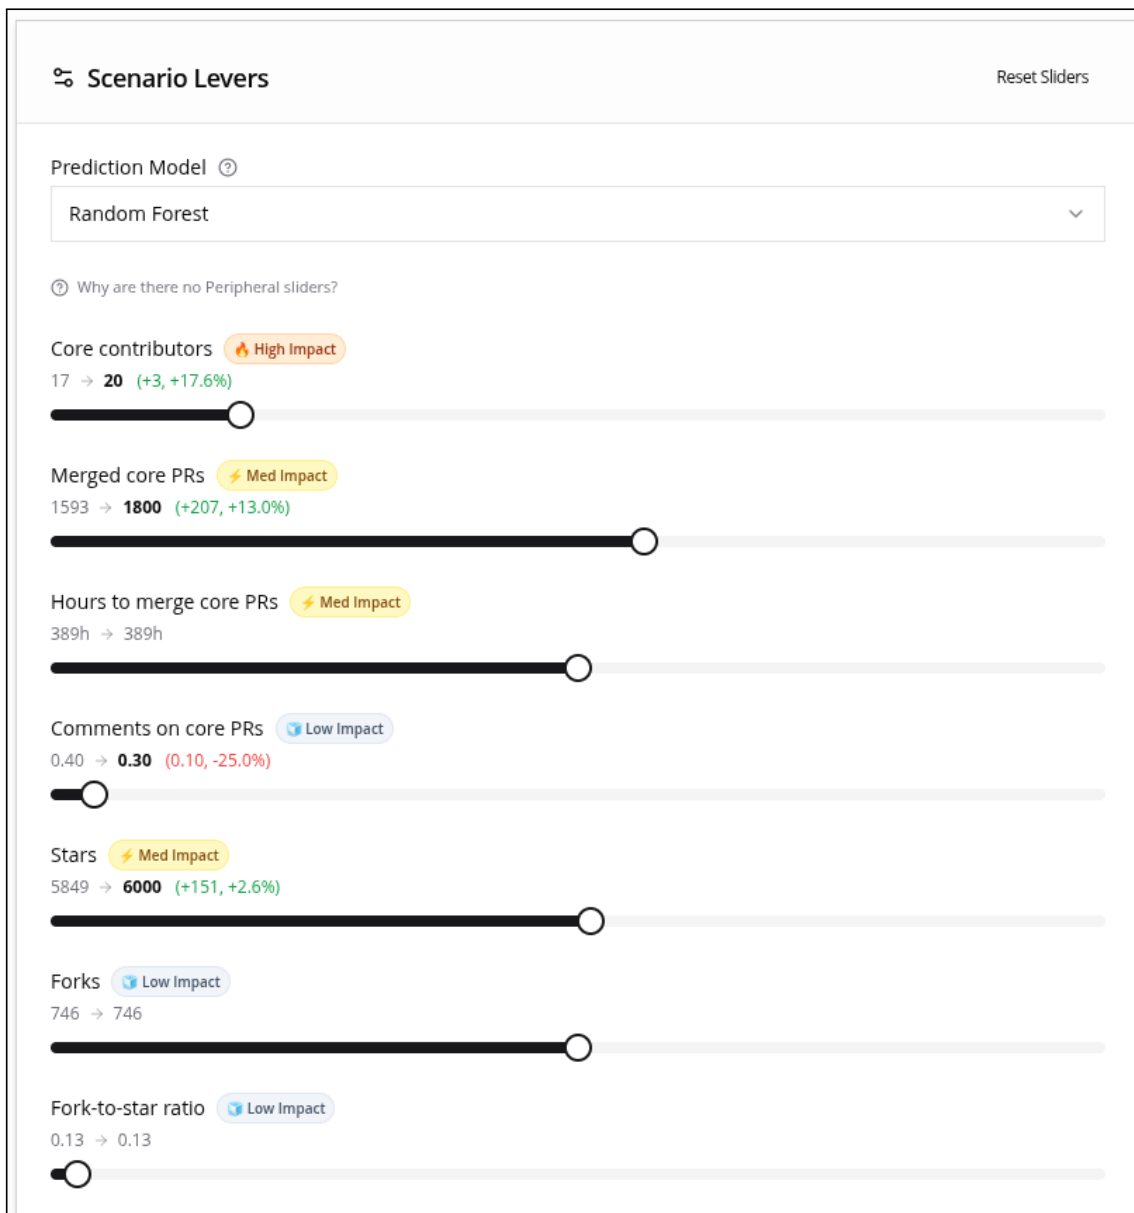 Scenario Levers
Reset Sliders
Prediction Model
Random Forest
Why are there no Peripheral sliders?
Core contributors 🔥 High Impact
17 → 20 (+3, +17.6%)
Merged core PRs ⚡ Med Impact
1593 → 1800 (+207, +13.0%)
Hours to merge core PRs ⚡ Med Impact
389h → 389h
Comments on core PRs 🧊 Low Impact
0.40 → 0.30 (0.10, -25.0%)
Stars ⚡ Med Impact
5849 → 6000 (+151, +2.6%)
Forks 🧊 Low Impact
746 → 746
Fork-to-star ratio 🧊 Low Impact
0.13 → 0.13